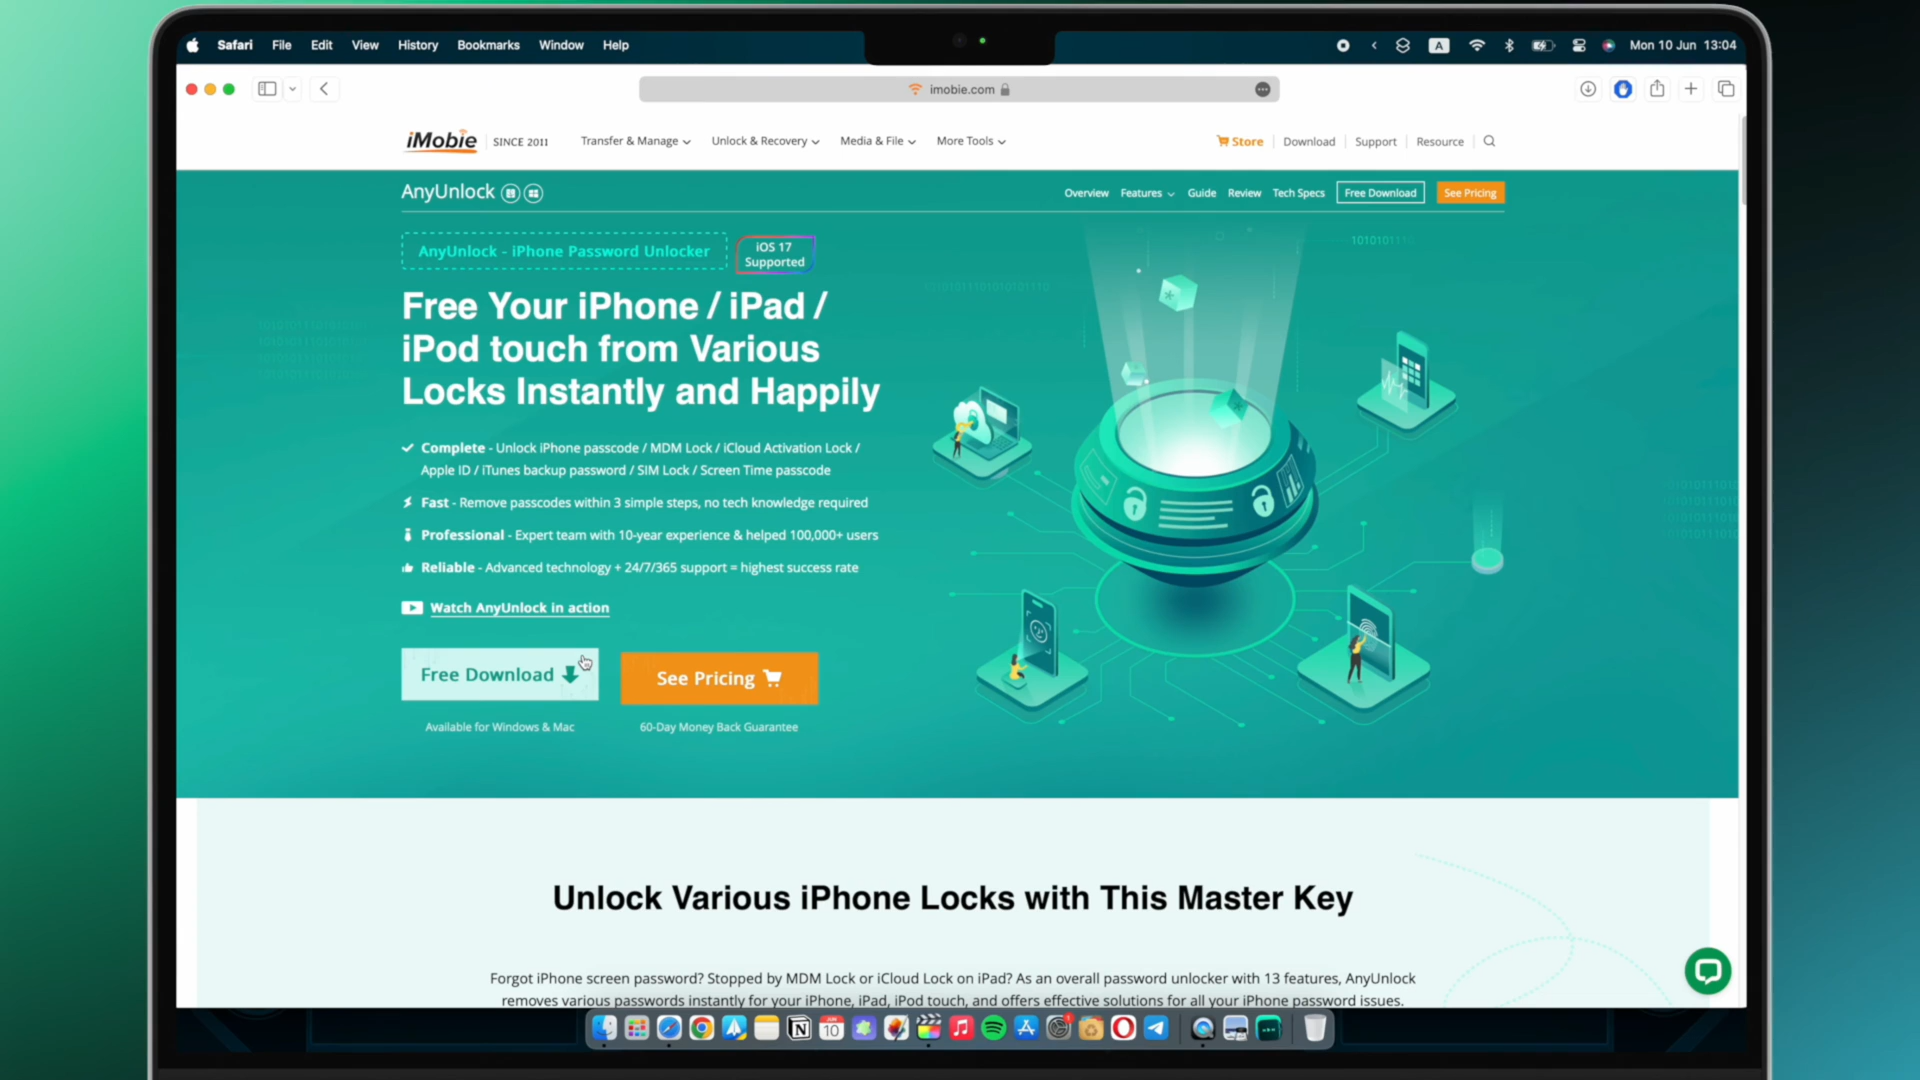 Safari File Edit View History Bookmarks Window Help
A
Mon 10 Jun 13:04
imobie.com
iMobie SINCE 2011
Transfer & Manage Unlock & Recovery Media & File More Tools
Store Download Support Resource
AnyUnlock
Overview Features Guide Review Tech Specs Free Download See Pricing
AnyUnlock - iPhone Password Unlocker
iOS 17
Supported
Free Your iPhone / iPad /
iPod touch from Various
Locks Instantly and Happily
Complete - Unlock iPhone passcode / MDM Lock / iCloud Activation Lock /
Apple ID / iTunes backup password / SIM Lock / Screen Time passcode
Fast - Remove passcodes within 3 simple steps, no tech knowledge required
Professional - Expert team with 10-year experience & helped 100,000+ users
Reliable - Advanced technology + 24/7/365 support = highest success rate
Watch AnyUnlock in action
Free Download
See Pricing
Available for Windows & Mac
60-Day Money Back Guarantee
Unlock Various iPhone Locks with This Master Key
Forgot iPhone screen password? Stopped by MDM Lock or iCloud Lock on iPad? As an overall password unlocker with 13 features, AnyUnlock
removes various passwords instantly for your iPhone, iPad, iPod touch, and offers effective solutions for all your iPhone password issues.
10